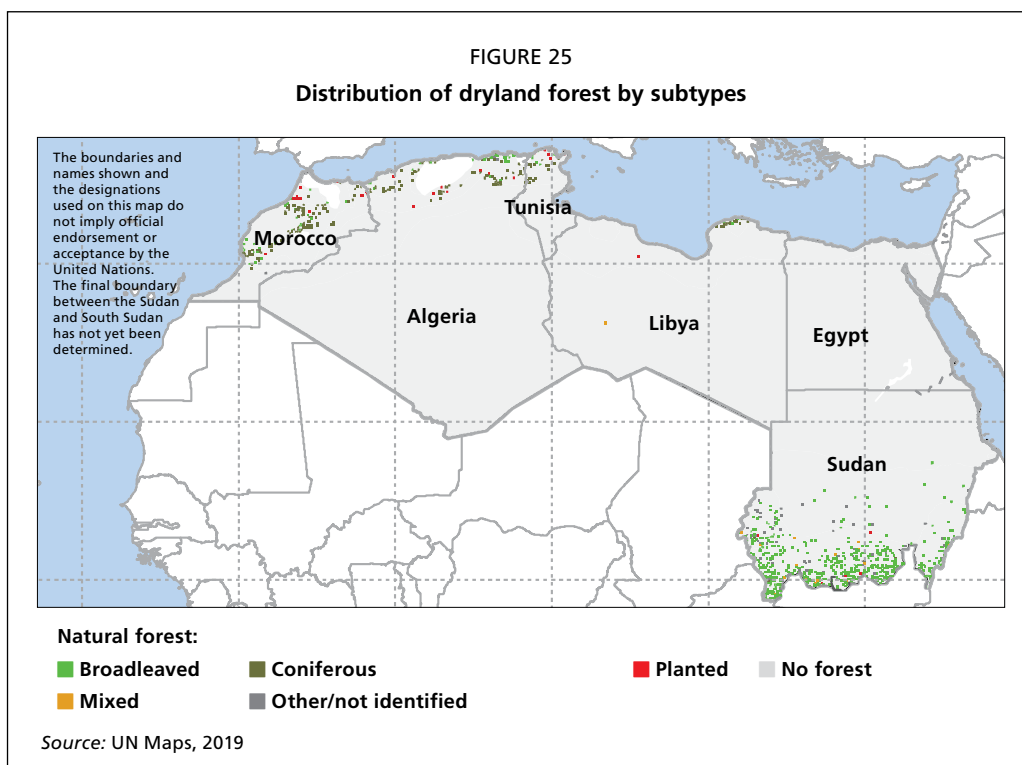 FIGURE 25
Distribution of dryland forest by subtypes
The boundaries and
names shown and
the designations
used on this map do
not imply official
endorsement or
acceptance by the
United Nations.
The final boundary
between the Sudan
and South Sudan
has not yet been
determined.
Tunisia
Morocco
Algeria
Libya
Egypt
Sudan
Natural forest:
Broadleaved
Coniferous
Planted
No forest
Mixed
Other/not identified
Source: UN Maps, 2019